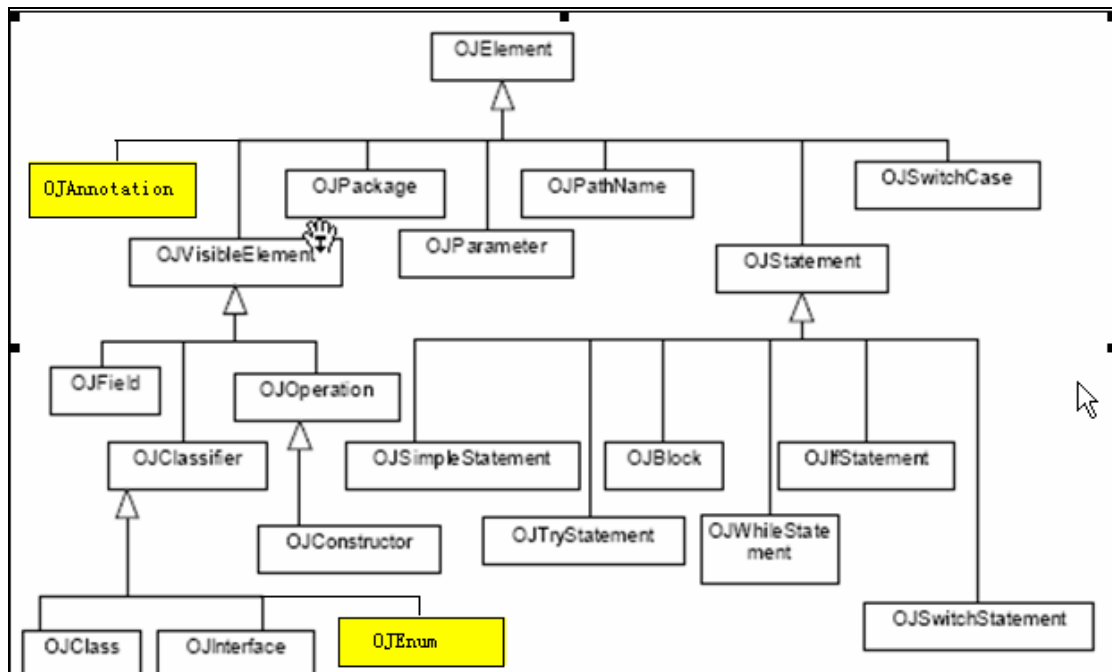 OJElement
OJAnnotation
OJPackage
OJPathName
OJSwitchCase
OJVisibleElement
OJParameter
OJStatement
OJField
OJOperation
OJClassifier
OJSimpleStatement
OJBlock
OJIfStatement
OJConstructor
OJTryStatement
OJWhileState
ment
OJSwitchStatement
OJClass
OJInterface
OJEnum